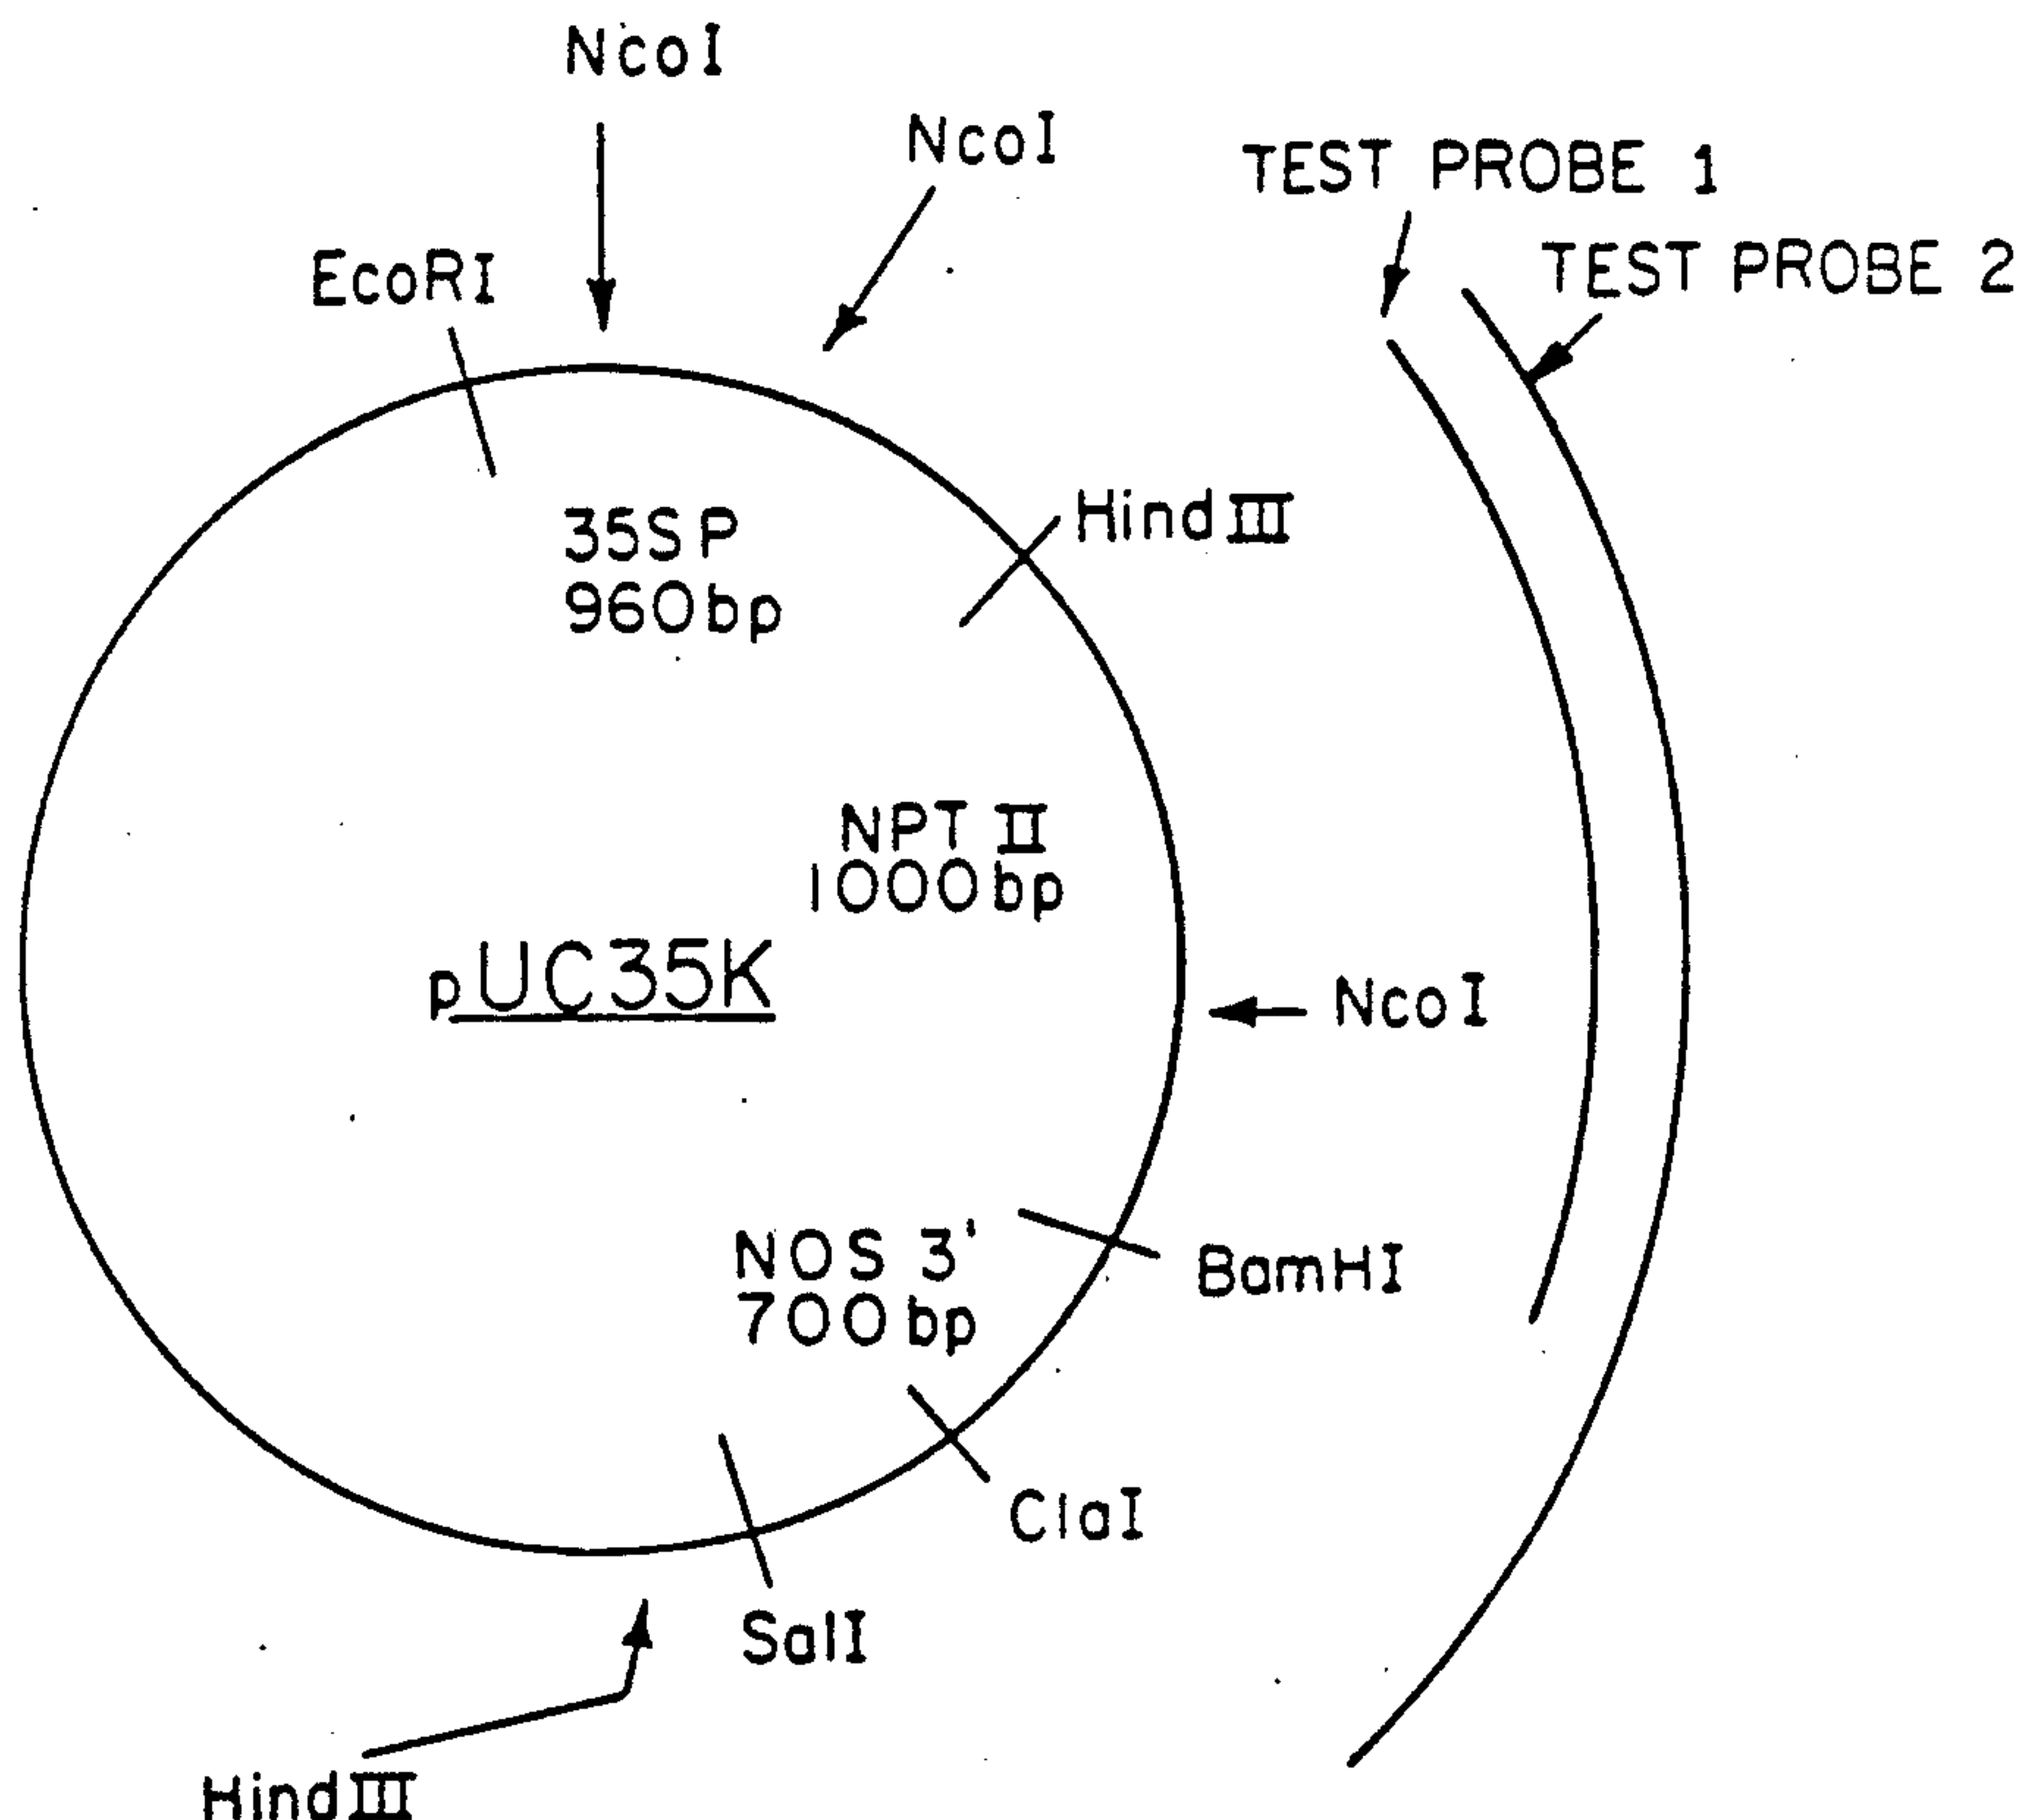 NcoI
NcoI
TEST PROBE 1
TEST PROBE 2
EcoRI
HindIII
35SP
960bp
NPT II
1000bp
pUC35K
NcoI
NOS 3'
700bp
BamHI
ClaI
SalI
HindIII